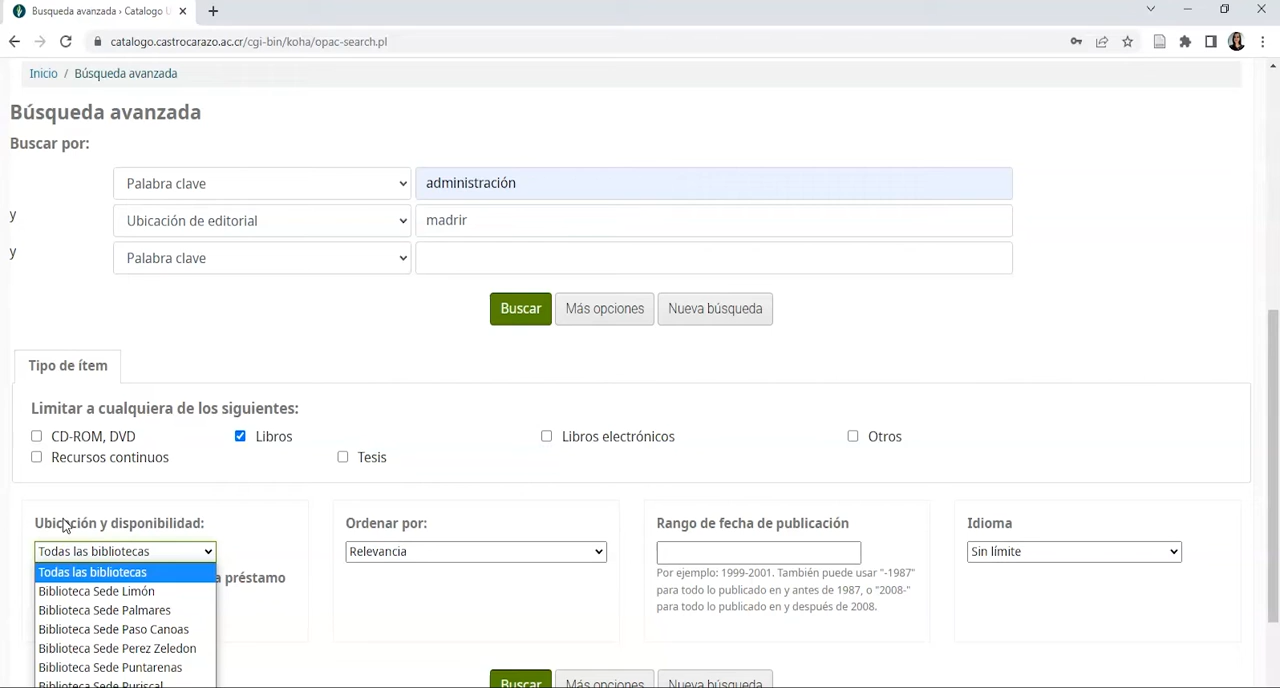 Busqueda avanzada › Catalogo U
catalogo.castrocarazo.ac.cr/cgi-bin/koha/opac-search.pl
Inicio / Búsqueda avanzada
Búsqueda avanzada
Buscar por:
Palabra clave administración
y Ubicación de editorial madrir
y Palabra clave
Buscar Más opciones Nueva búsqueda
Tipo de ítem
Limitar a cualquiera de los siguientes:
CD-ROM, DVD Libros Libros electrónicos Otros
Recursos continuos Tesis
Ubicación y disponibilidad: Ordenar por: Rango de fecha de publicación Idioma
Todas las bibliotecas Relevancia Sin límite
Todas las bibliotecas a préstamo Por ejemplo: 1999-2001. También puede usar "-1987"
Biblioteca Sede Limón para todo lo publicado en y antes de 1987, o "2008-"
Biblioteca Sede Palmares para todo lo publicado en y después de 2008.
Biblioteca Sede Paso Canoas
Biblioteca Sede Perez Zeledon
Biblioteca Sede Puntarenas
Biblioteca Sede Puriscal
Buscar Más opciones Nueva búsqueda